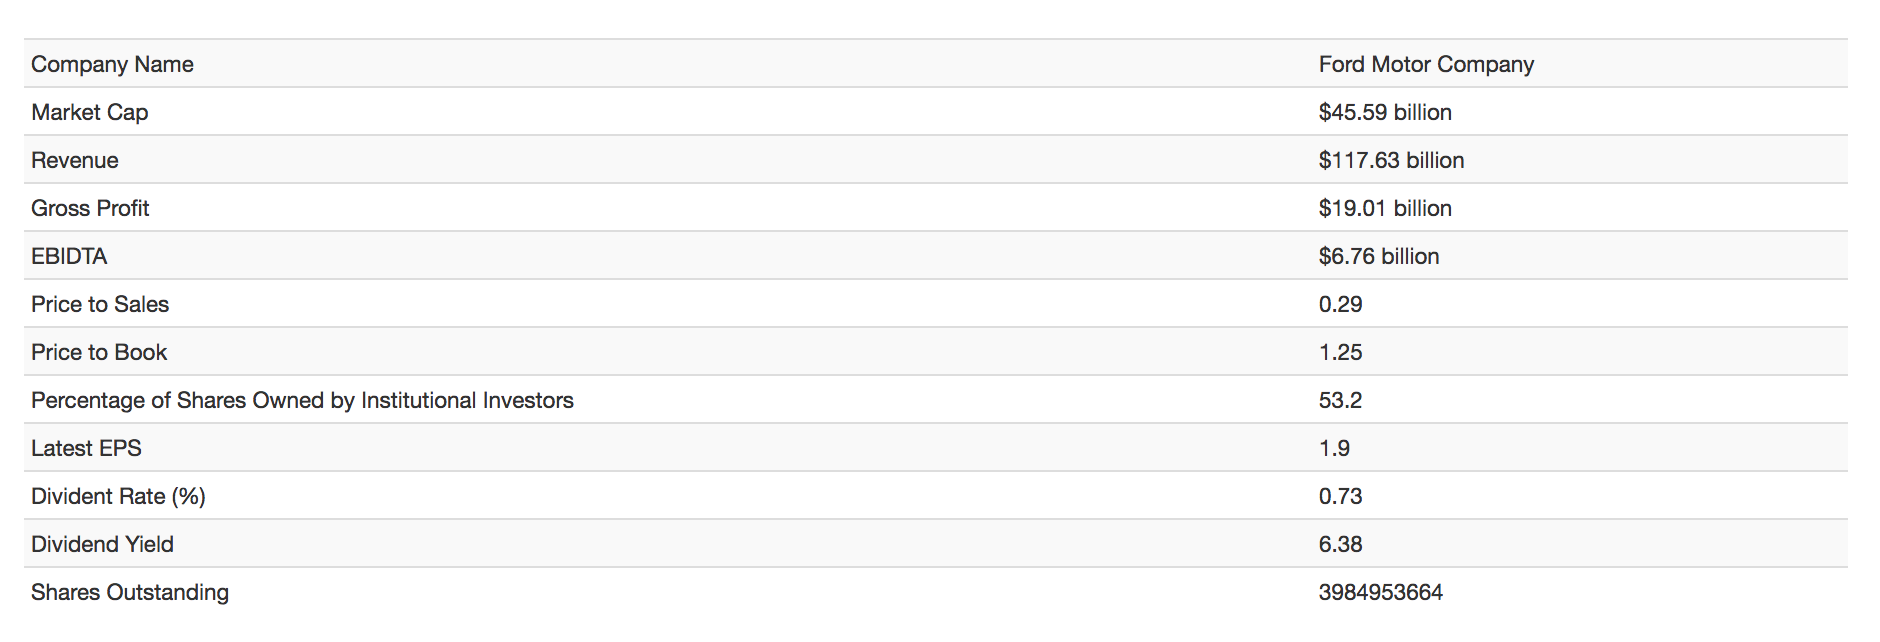 Company Name Ford Motor Company
Market Cap $45.59 billion
Revenue $117.63 billion
Gross Profit $19.01 billion
EBIDTA $6.76 billion
Price to Sales 0.29
Price to Book 1.25
Percentage of Shares Owned by Institutional Investors 53.2
Latest EPS 1.9
Divident Rate (%) 0.73
Dividend Yield 6.38
Shares Outstanding 3984953664